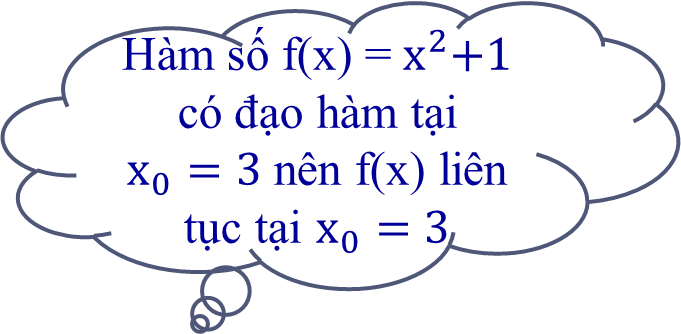 Hàm số f(x) = x²+1
có đạo hàm tại
x₀ = 3 nên f(x) liên
tục tại x₀ = 3